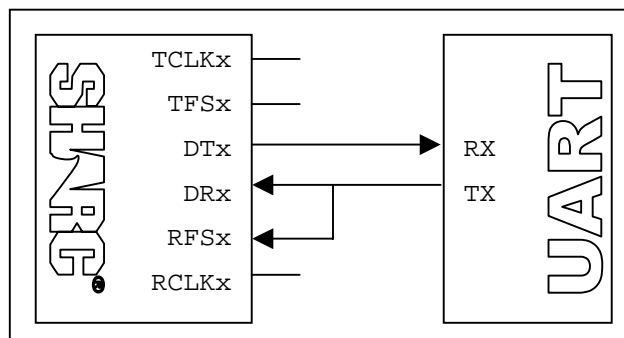 SHARC®
TCLKx
TFSx
DTx
DRx
RFSx
RCLKx
RX
TX
UART